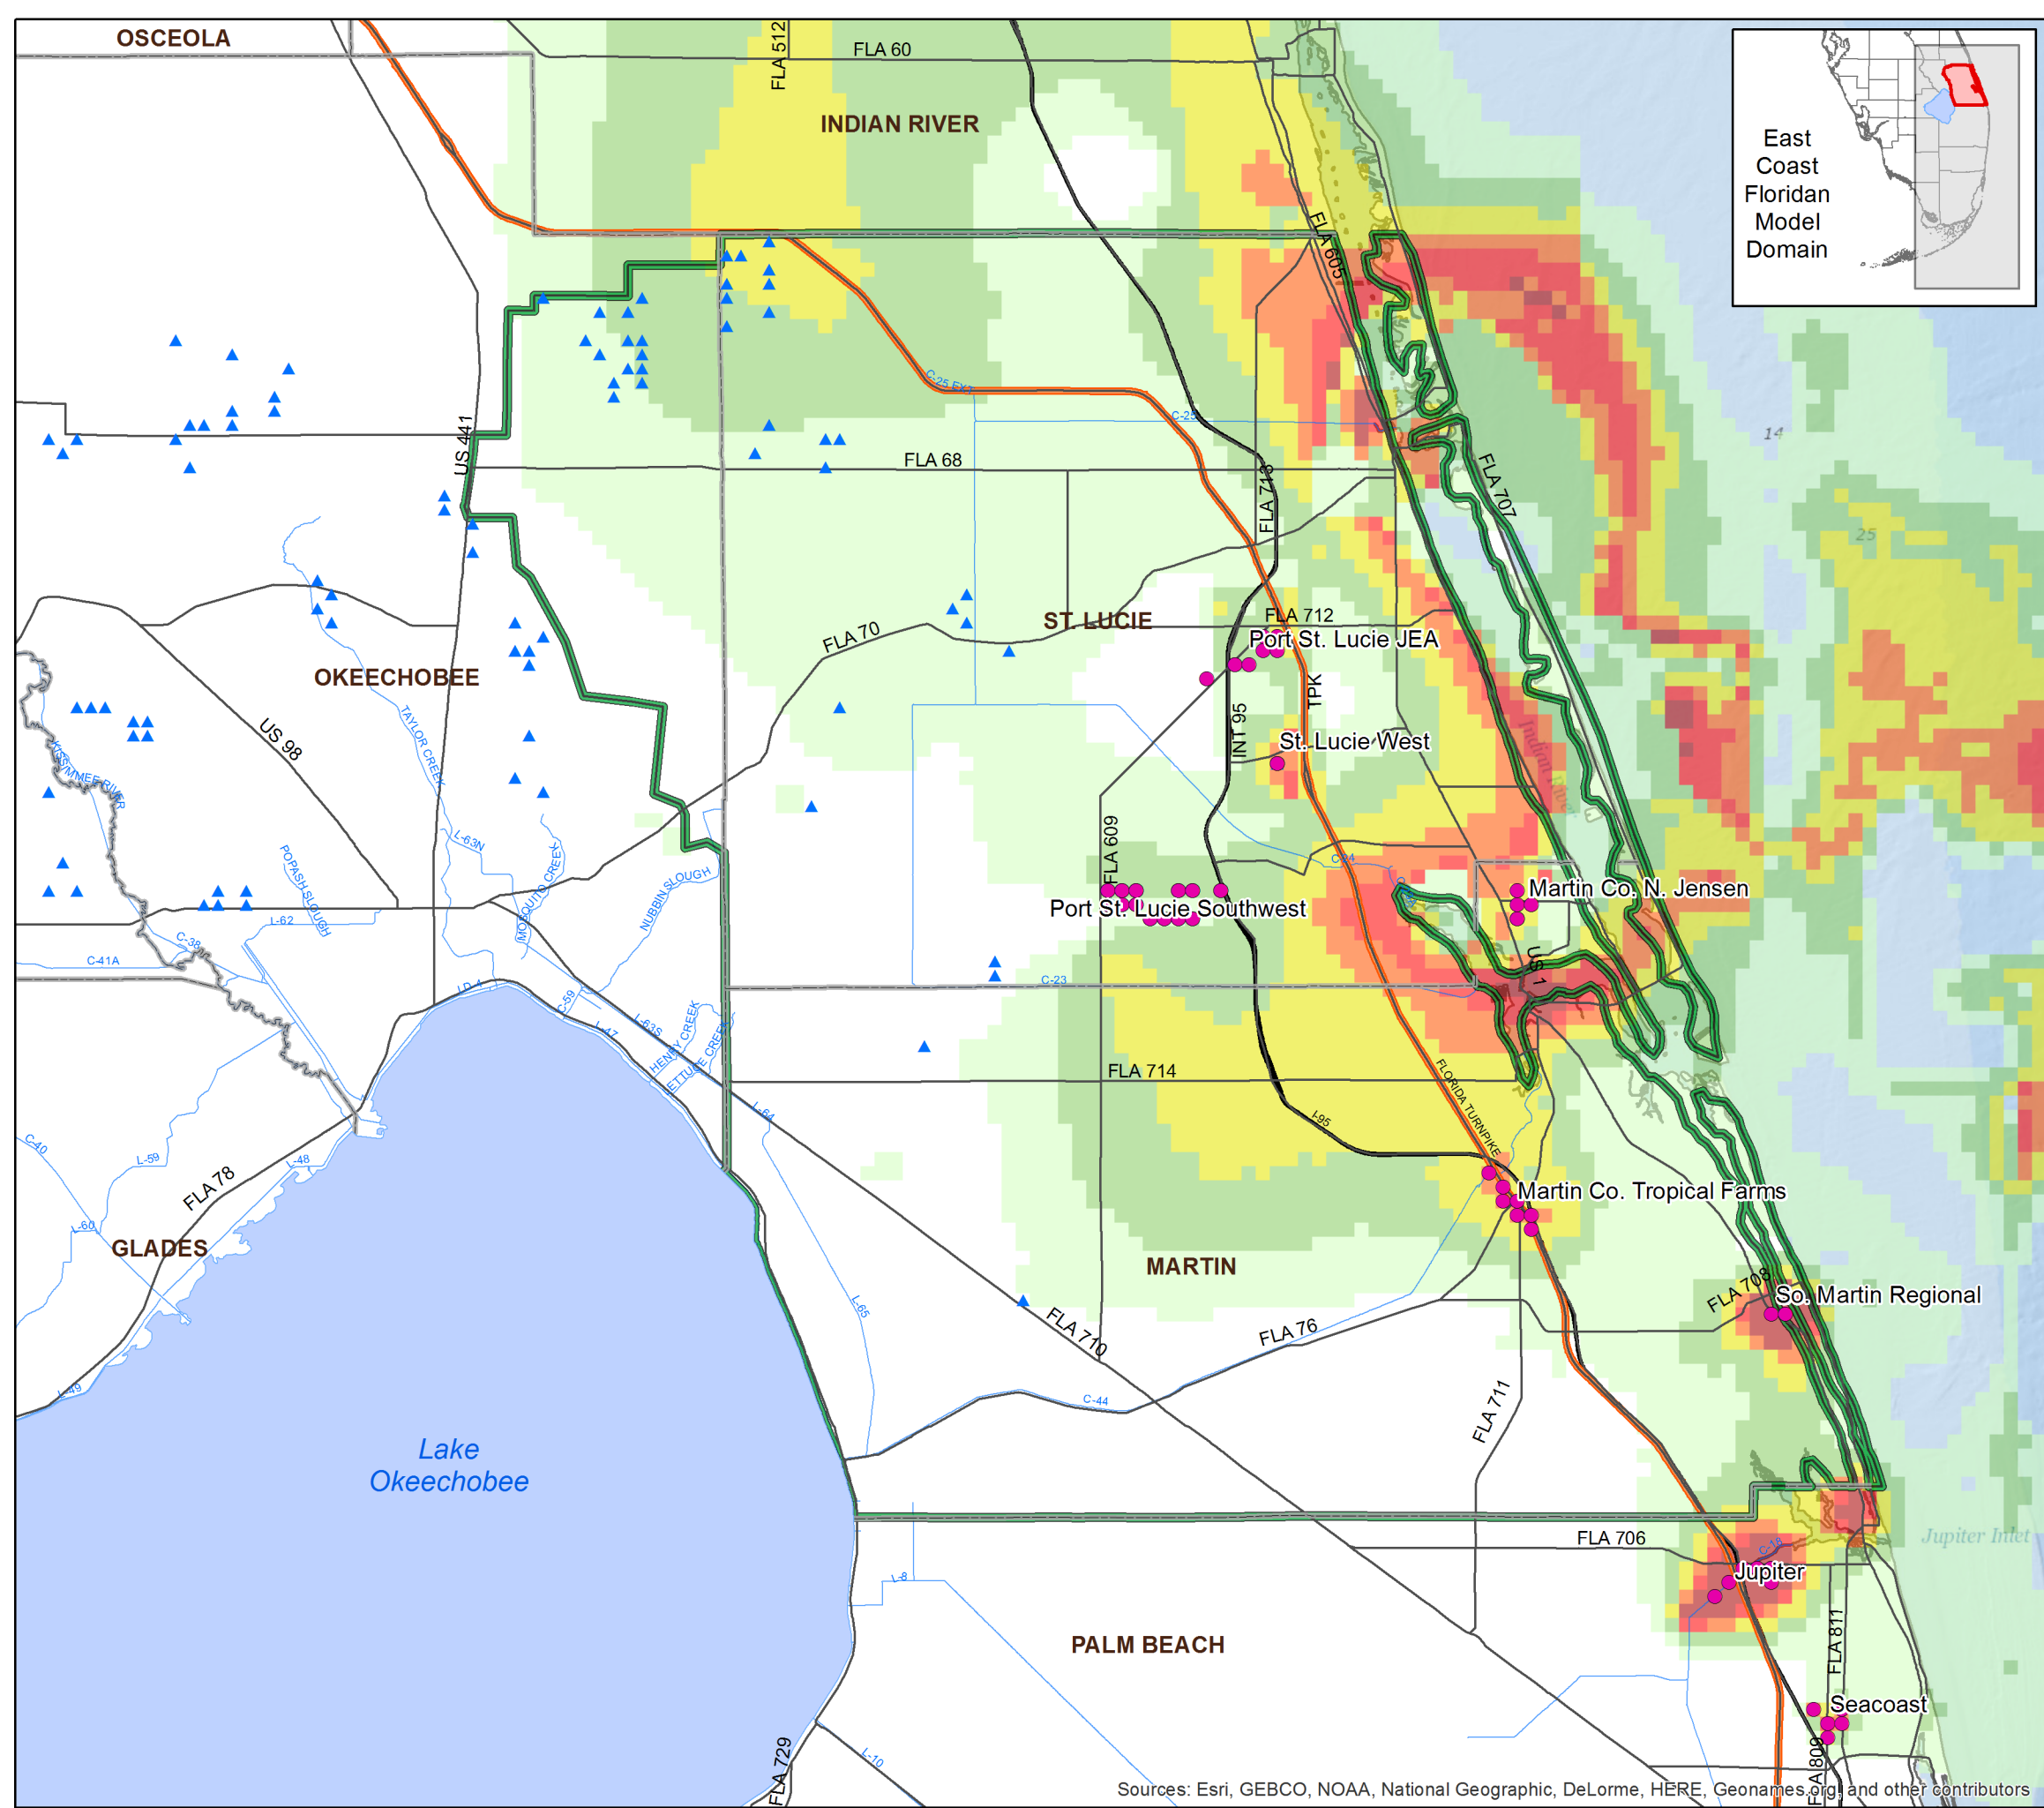 OSCEOLA
FLA 512
FLA 60
INDIAN RIVER
East
Coast
Floridan
Model
Domain
FLA 605
C-25 EXT
C-25
14
US 441
FLA 68
FLA 713
FLA 707
25
FLA 712
ST. LUCIE
Port St. Lucie JEA
FLA 70
OKEECHOBEE
TAYLOR CREEK
US 98
KISSIMMEE RIVER
INT 95
TPK
St. Lucie West
Indian River
L-63N
POPASH SLOUGH
MOSQUITO CREEK
NUBBIN SLOUGH
FLA 609
C-24
Martin Co. N. Jensen
Port St. Lucie Southwest
L-62
C-38
C-41A
US 1
C-23
LD-4
C-59
L-47
L-63S
HENRY CREEK
LETTUCE CREEK
FLA 714
FLORIDA TURNPIKE
L-64
I-95
C-40
L-59
L-48
FLA 78
Martin Co. Tropical Farms
L-60
GLADES
MARTIN
FLA 708
So. Martin Regional
L-65
FLA 710
FLA 76
L-49
C-44
FLA 711
Lake
Okeechobee
FLA 706
Jupiter Inlet
C-18
Jupiter
L-8
PALM BEACH
FLA 811
Seacoast
FLA 729
L-10
FLA 809
Sources: Esri, GEBCO, NOAA, National Geographic, DeLorme, HERE, Geonames.org, and other contributors